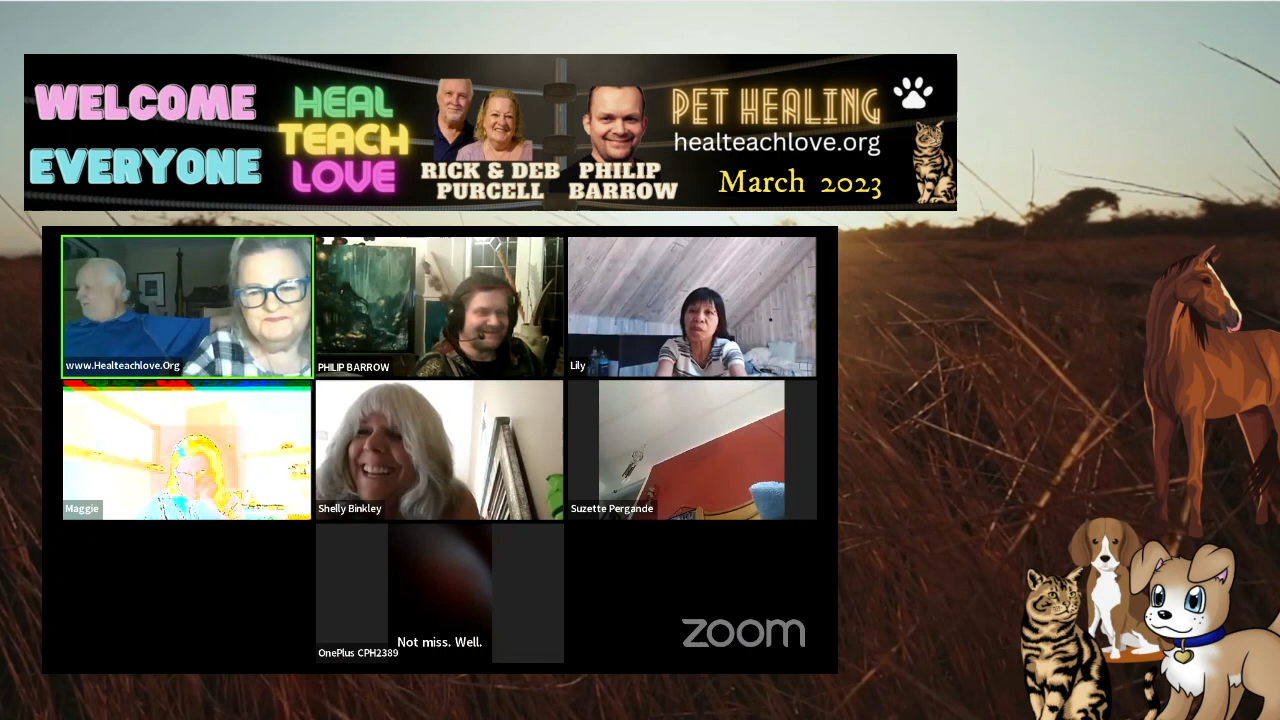 WELCOME
EVERYONE
HEAL
TEACH
LOVE
RICK & DEB
PURCELL
PHILIP
BARROW
PET HEALING
healteachlove.org
March 2023
www.Healteachlove.Org
PHILIP BARROW
Lily
Maggie
Shelly Binkley
Suzette Pergande
Not miss. Well.
OnePlus CPH2389
zoom